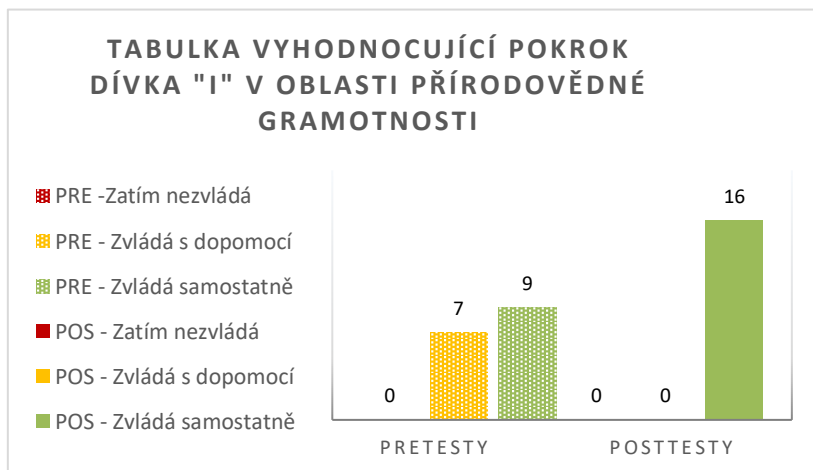 TABULKA VYHODNOCUJÍCÍ POKROK
DÍVKA "I" V OBLASTI PŘÍRODOVĚDNÉ
GRAMOTNOSTI
PRE -Zatím nezvládá
PRE - Zvládá s dopomocí
PRE - Zvládá samostatně
POS - Zatím nezvládá
POS - Zvládá s dopomocí
POS - Zvládá samostatně
0
7
9
0
0
16
PRETESTY
POSTTESTY